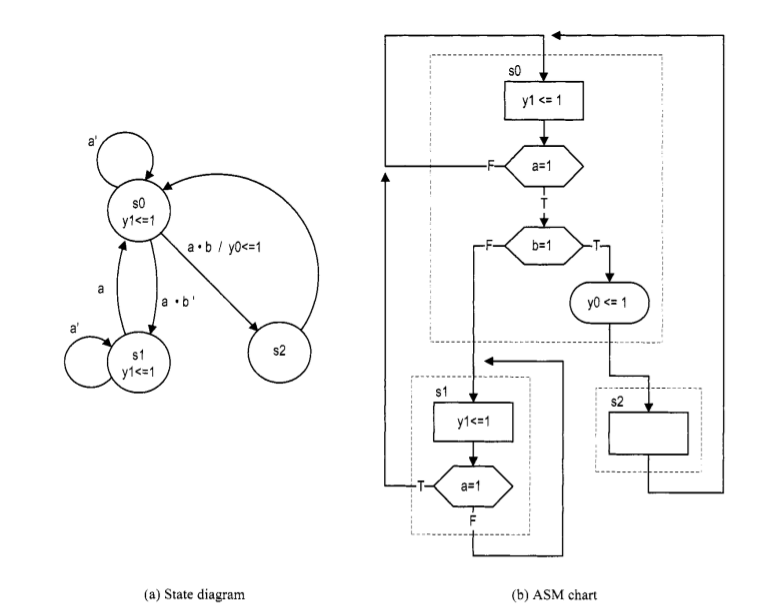 a'
s0
y1<=1
a • b / y0<=1
a
a • b '
a'
s1
y1<=1
s2
(a) State diagram
s0
y1 <= 1
F
a=1
T
F
b=1
T
y0 <= 1
s1
y1<=1
T
a=1
F
s2
(b) ASM chart